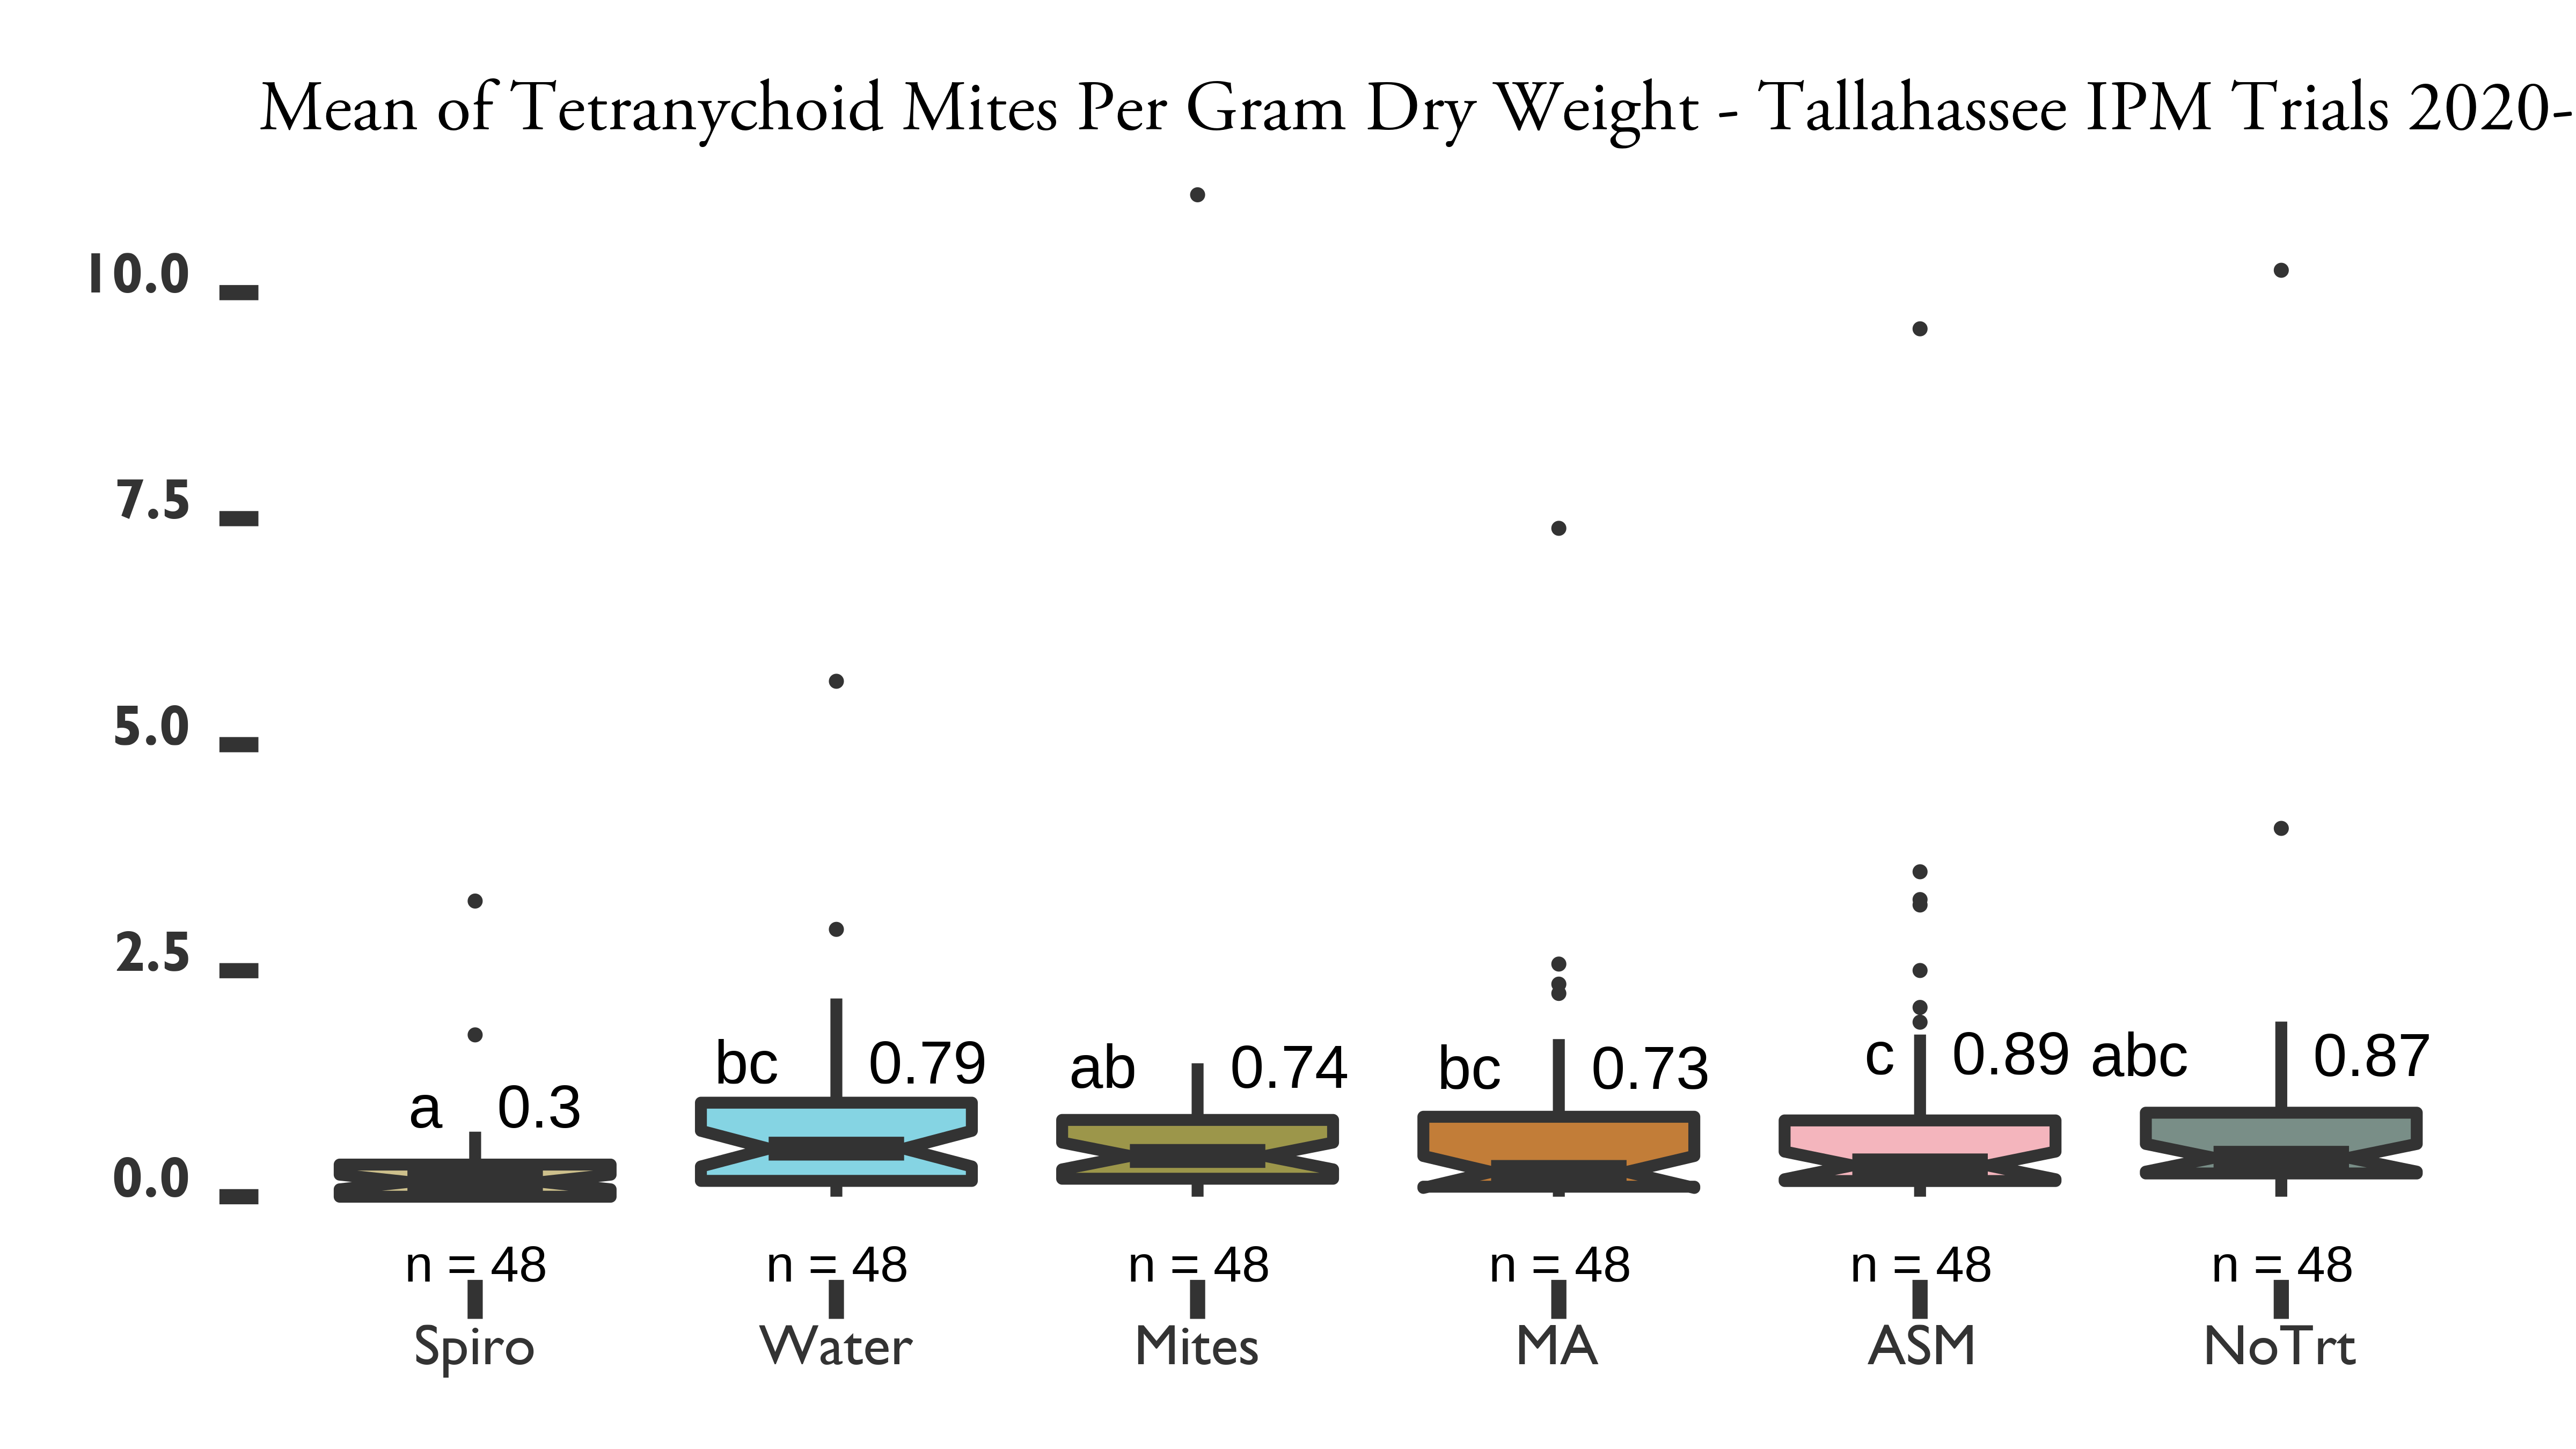 Mean of Tetranychoid Mites Per Gram Dry Weight - Tallahassee IPM Trials 2020-
10.0
7.5
5.0
2.5
0.0
a 0.3
bc 0.79
ab 0.74
bc 0.73
c 0.89
abc 0.87
n = 48 n = 48 n = 48 n = 48 n = 48 n = 48
Spiro Water Mites MA ASM NoTrt